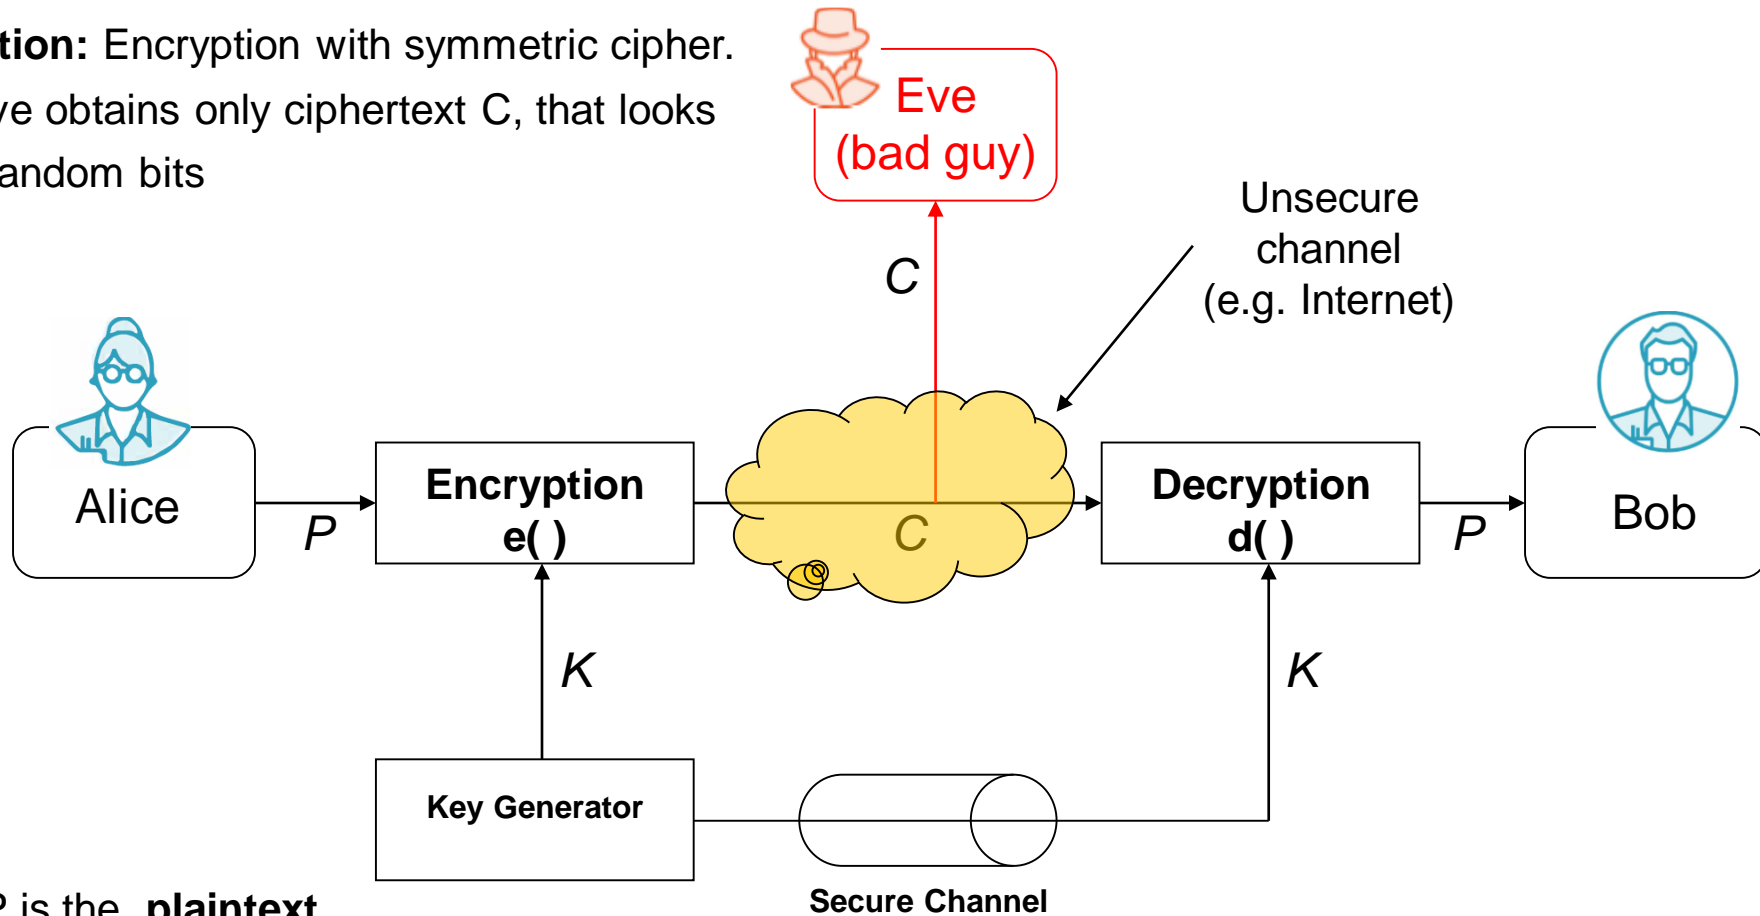 tion: Encryption with symmetric cipher.
ve obtains only ciphertext C, that looks
andom bits
Eve
(bad guy)
Unsecure
channel
(e.g. Internet)
C
Alice
P
Encryption
e( )
C
Decryption
d( )
P
Bob
K
K
Key Generator
Secure Channel
P is the plaintext